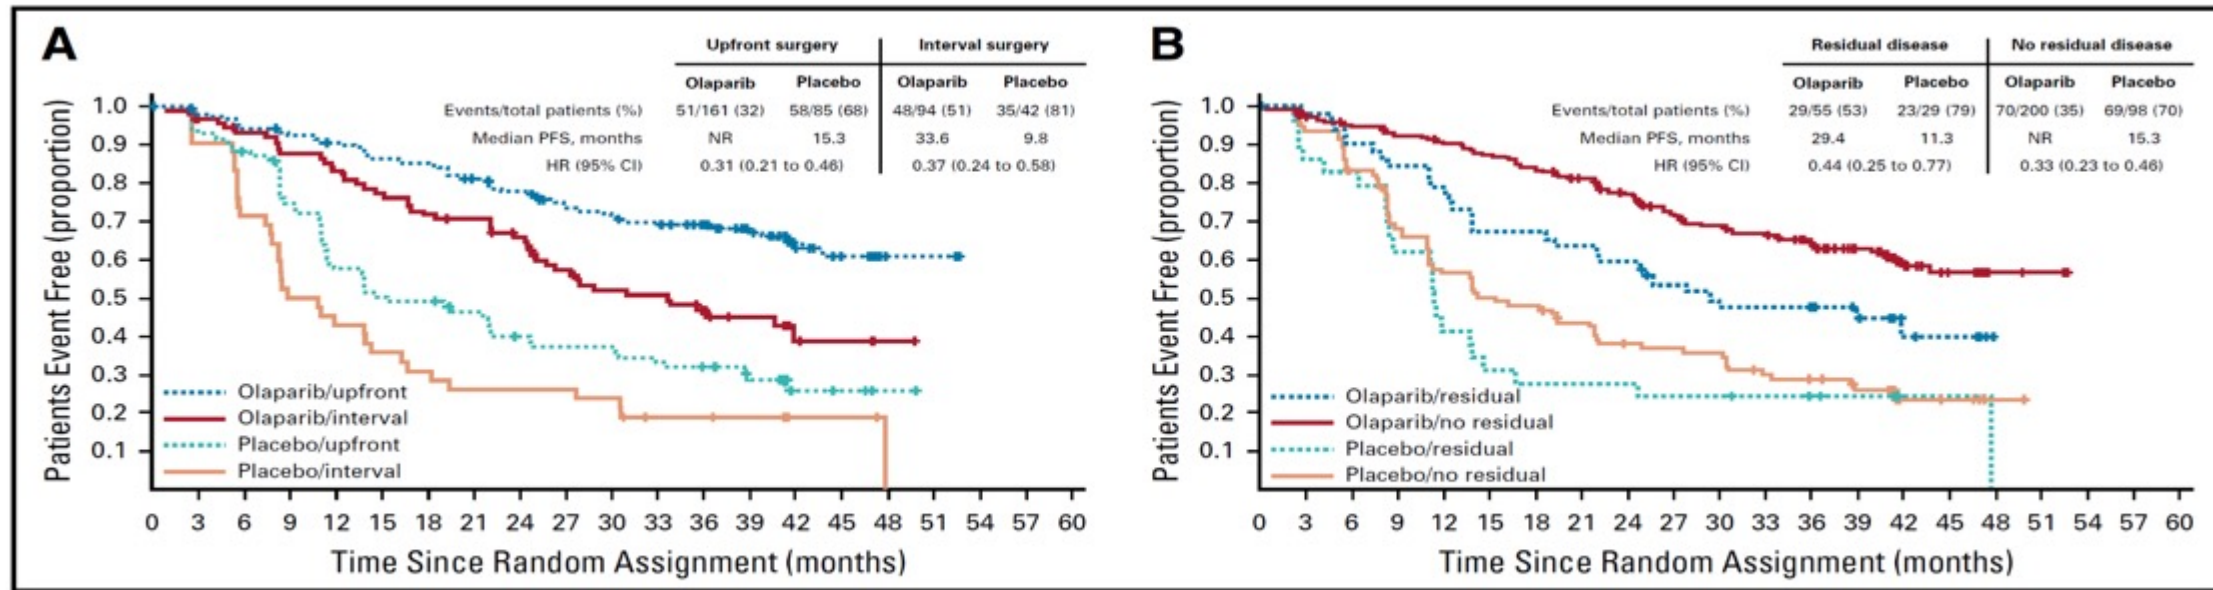 A
Upfront surgery Interval surgery
Olaparib Placebo Olaparib Placebo
Events/total patients (%) 51/161 (32) 58/85 (68) 48/94 (51) 35/42 (81)
Median PFS, months NR 15.3 33.6 9.8
HR (95% CI) 0.31 (0.21 to 0.46) 0.37 (0.24 to 0.58)
Patients Event Free (proportion)
1.0
0.9
0.8
0.7
0.6
0.5
0.4
0.3
0.2
0.1
Olaparib/upfront
Olaparib/interval
Placebo/upfront
Placebo/interval
0 3 6 9 12 15 18 21 24 27 30 33 36 39 42 45 48 51 54 57 60
Time Since Random Assignment (months)
B
Residual disease No residual disease
Olaparib Placebo Olaparib Placebo
Events/total patients (%) 29/55 (53) 23/29 (79) 70/200 (35) 69/98 (70)
Median PFS, months 29.4 11.3 NR 15.3
HR (95% CI) 0.44 (0.25 to 0.77) 0.33 (0.23 to 0.46)
Patients Event Free (proportion)
1.0
0.9
0.8
0.7
0.6
0.5
0.4
0.3
0.2
0.1
Olaparib/residual
Olaparib/no residual
Placebo/residual
Placebo/no residual
0 3 6 9 12 15 18 21 24 27 30 33 36 39 42 45 48 51 54 57 60
Time Since Random Assignment (months)